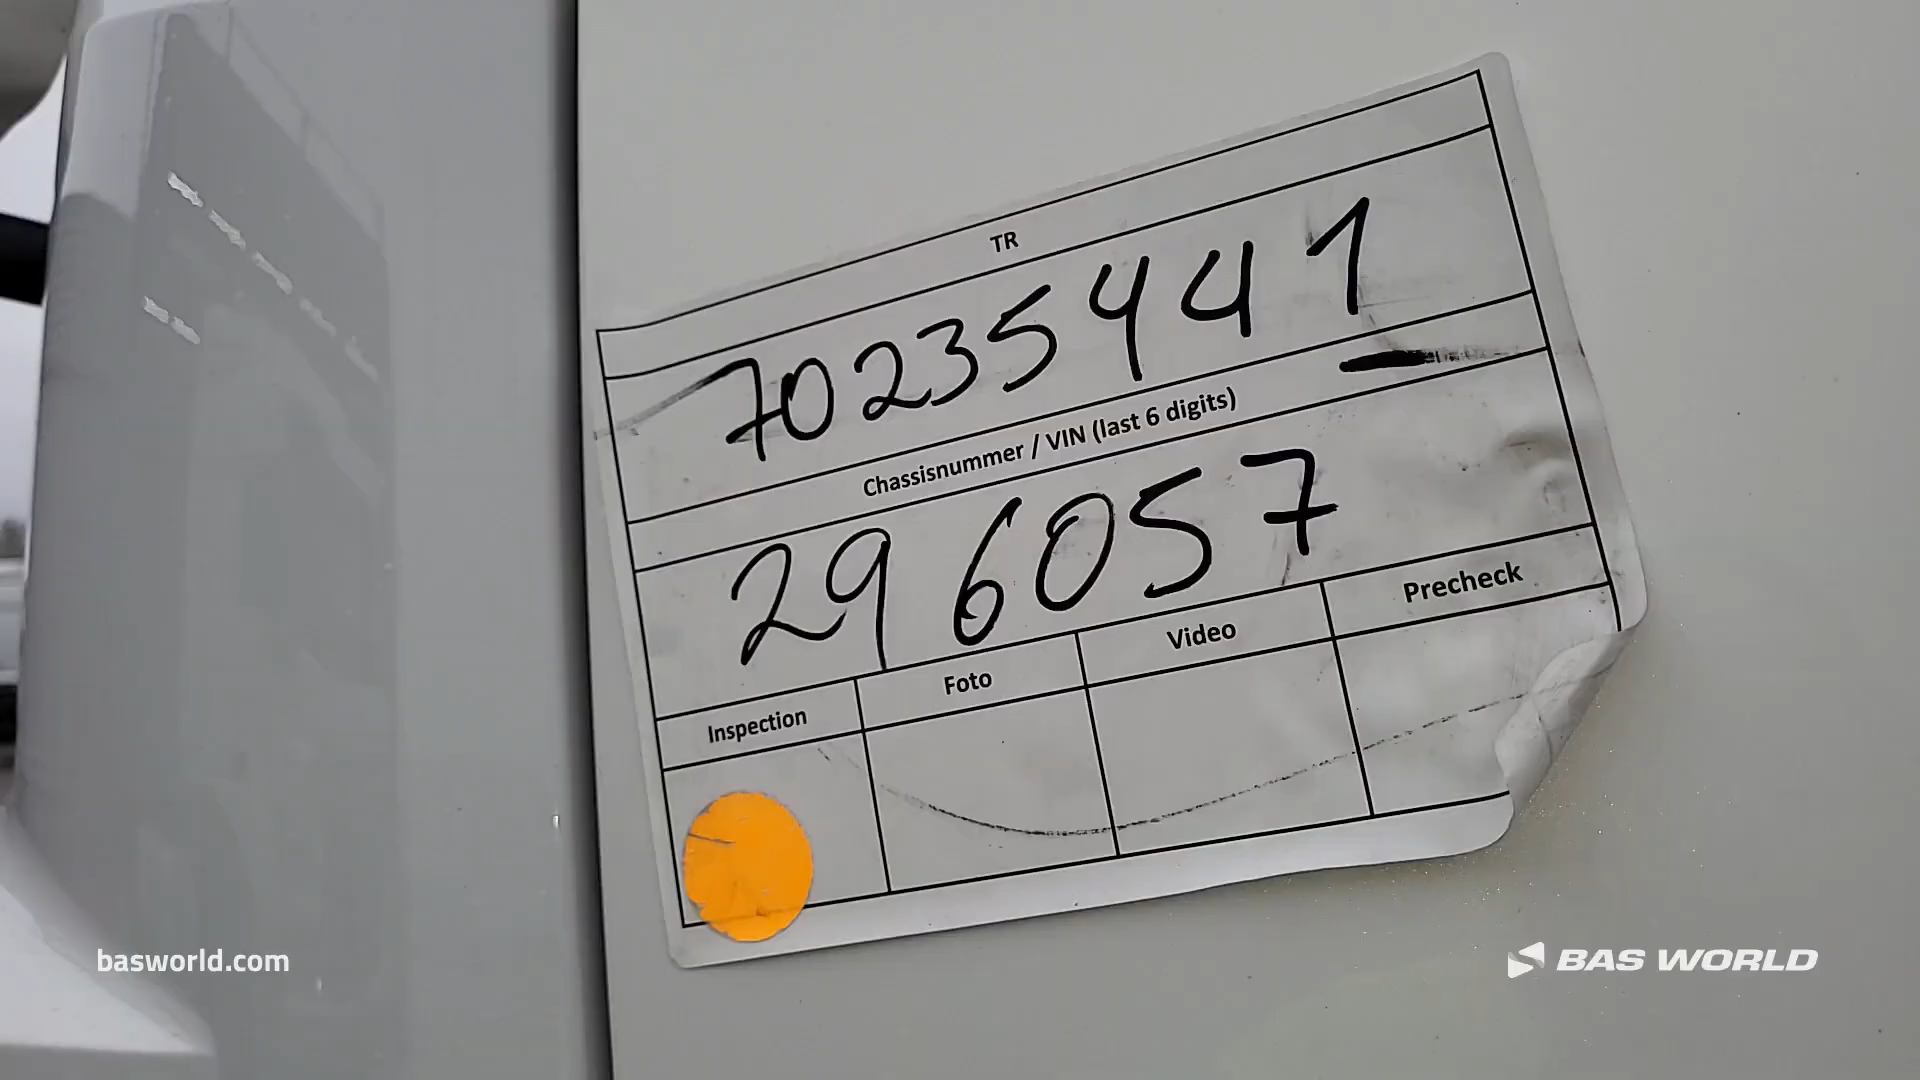 TR
70235441
Chassisnummer / VIN (last 6 digits)
296057
Inspection Foto Video Precheck
basworld.com
BAS WORLD